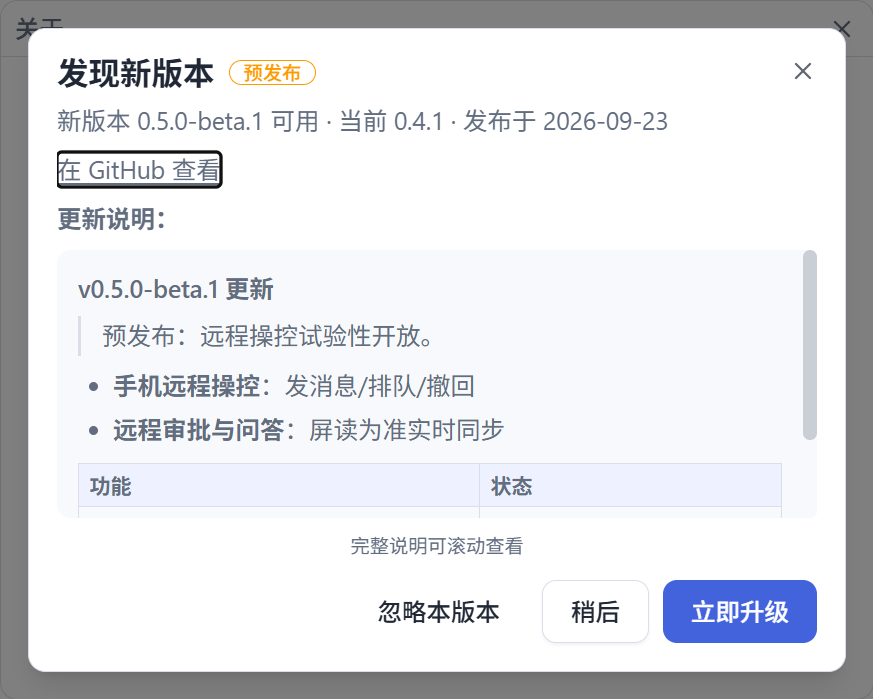 关于
发现新版本 预发布
新版本 0.5.0-beta.1 可用 · 当前 0.4.1 · 发布于 2026-09-23
在 GitHub 查看
更新说明：
v0.5.0-beta.1 更新
预发布：远程操控试验性开放。
• 手机远程操控：发消息/排队/撤回
• 远程审批与问答：屏读为准实时同步
功能 状态
完整说明可滚动查看
忽略本版本 稍后 立即升级